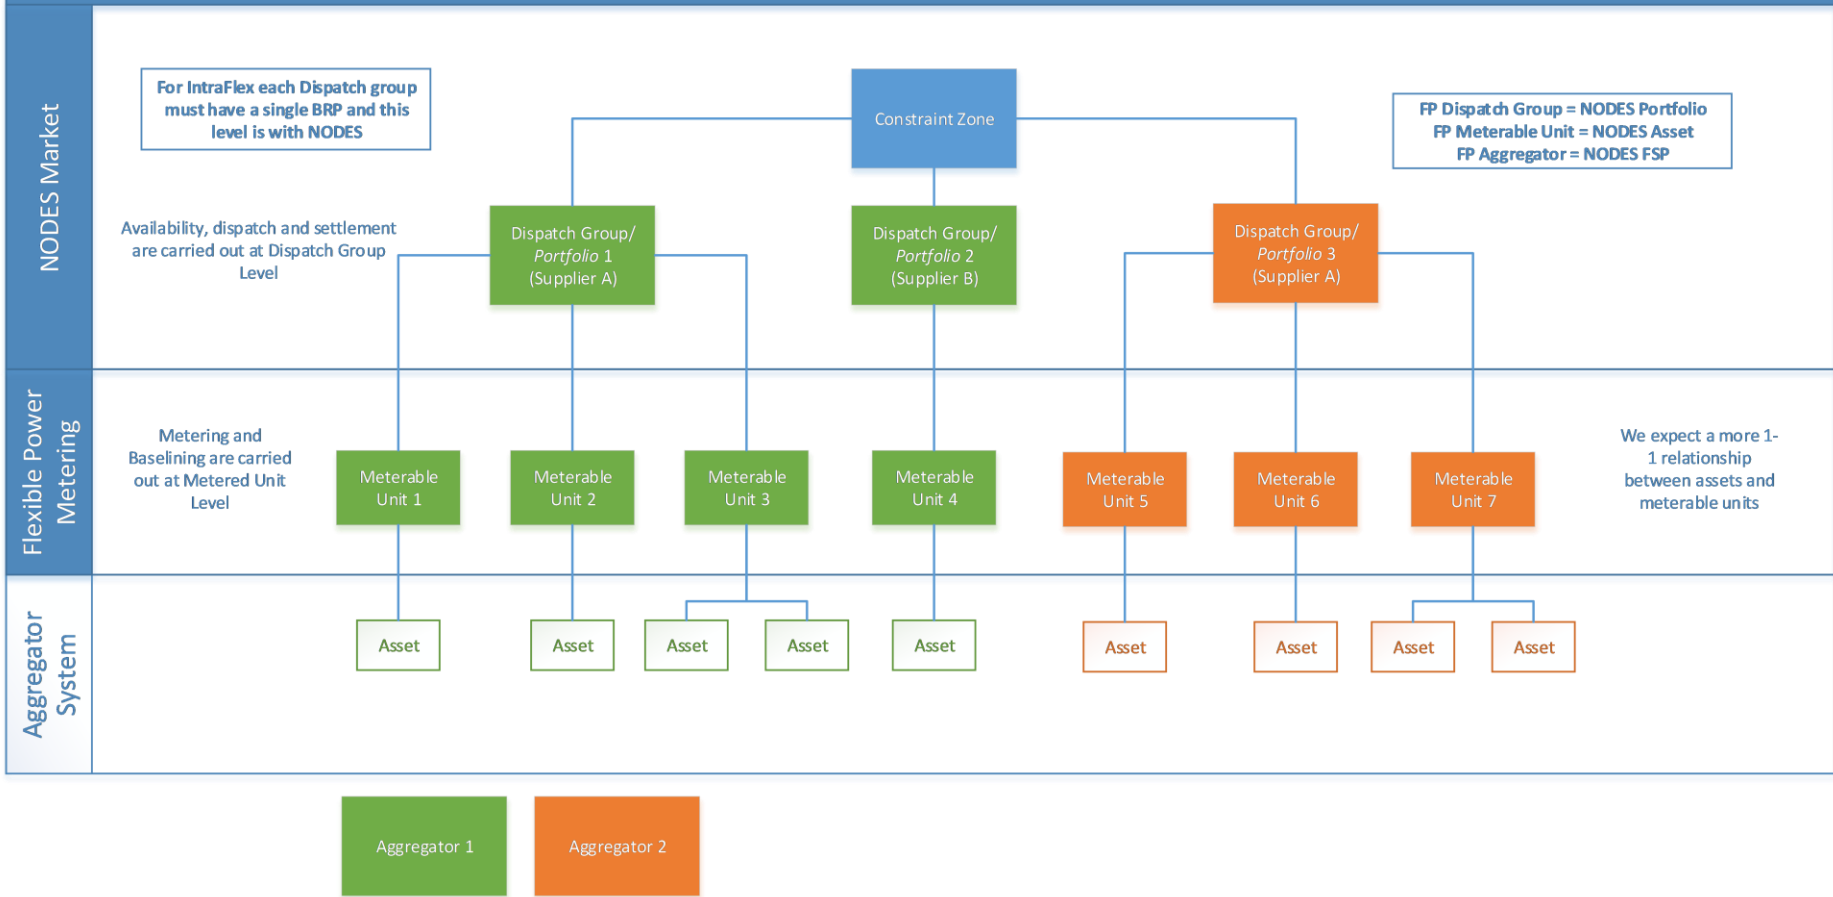 NODES Market
For IntraFlex each Dispatch group
must have a single BRP and this
level is with NODES
Constraint Zone
FP Dispatch Group = NODES Portfolio
FP Meterable Unit = NODES Asset
FP Aggregator = NODES FSP
Availability, dispatch and settlement
are carried out at Dispatch Group
Level
Dispatch Group/
Portfolio 1
(Supplier A)
Dispatch Group/
Portfolio 2
(Supplier B)
Dispatch Group/
Portfolio 3
(Supplier A)
Flexible Power
Metering
Metering and
Baselining are carried
out at Metered Unit
Level
Meterable
Unit 1
Meterable
Unit 2
Meterable
Unit 3
Meterable
Unit 4
Meterable
Unit 5
Meterable
Unit 6
Meterable
Unit 7
We expect a more 1-
1 relationship
between assets and
meterable units
Aggregator
System
Asset
Asset
Asset
Asset
Asset
Asset
Asset
Asset
Asset
Aggregator 1
Aggregator 2